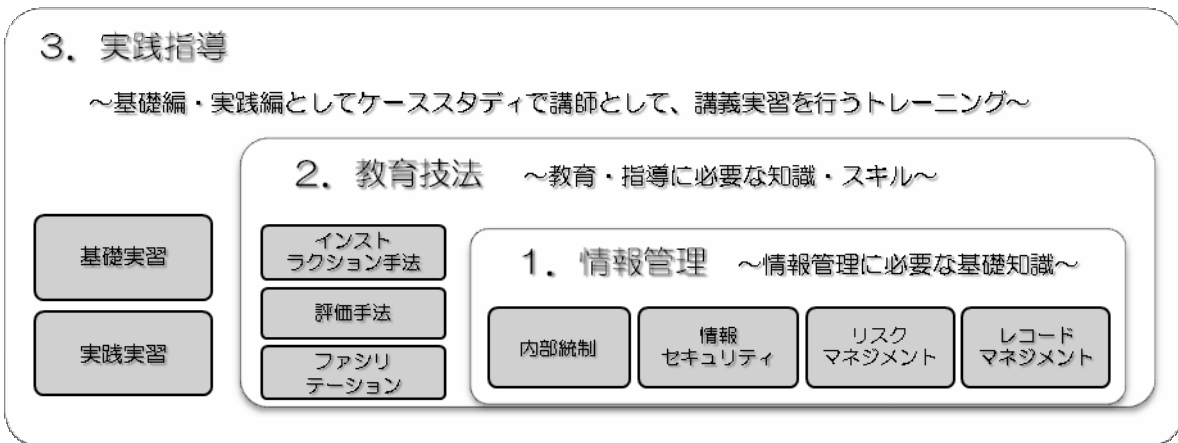 3．実践指導
～基礎編・実践編としてケーススタディで講師として、講義実習を行うトレーニング～
2．教育技法　～教育・指導に必要な知識・スキル～
基礎実習
実践実習
インスト
ラクション手法
評価手法
ファシリ
テーション
1．情報管理　～情報管理に必要な基礎知識～
内部統制
情報
セキュリティ
リスク
マネジメント
レコード
マネジメント